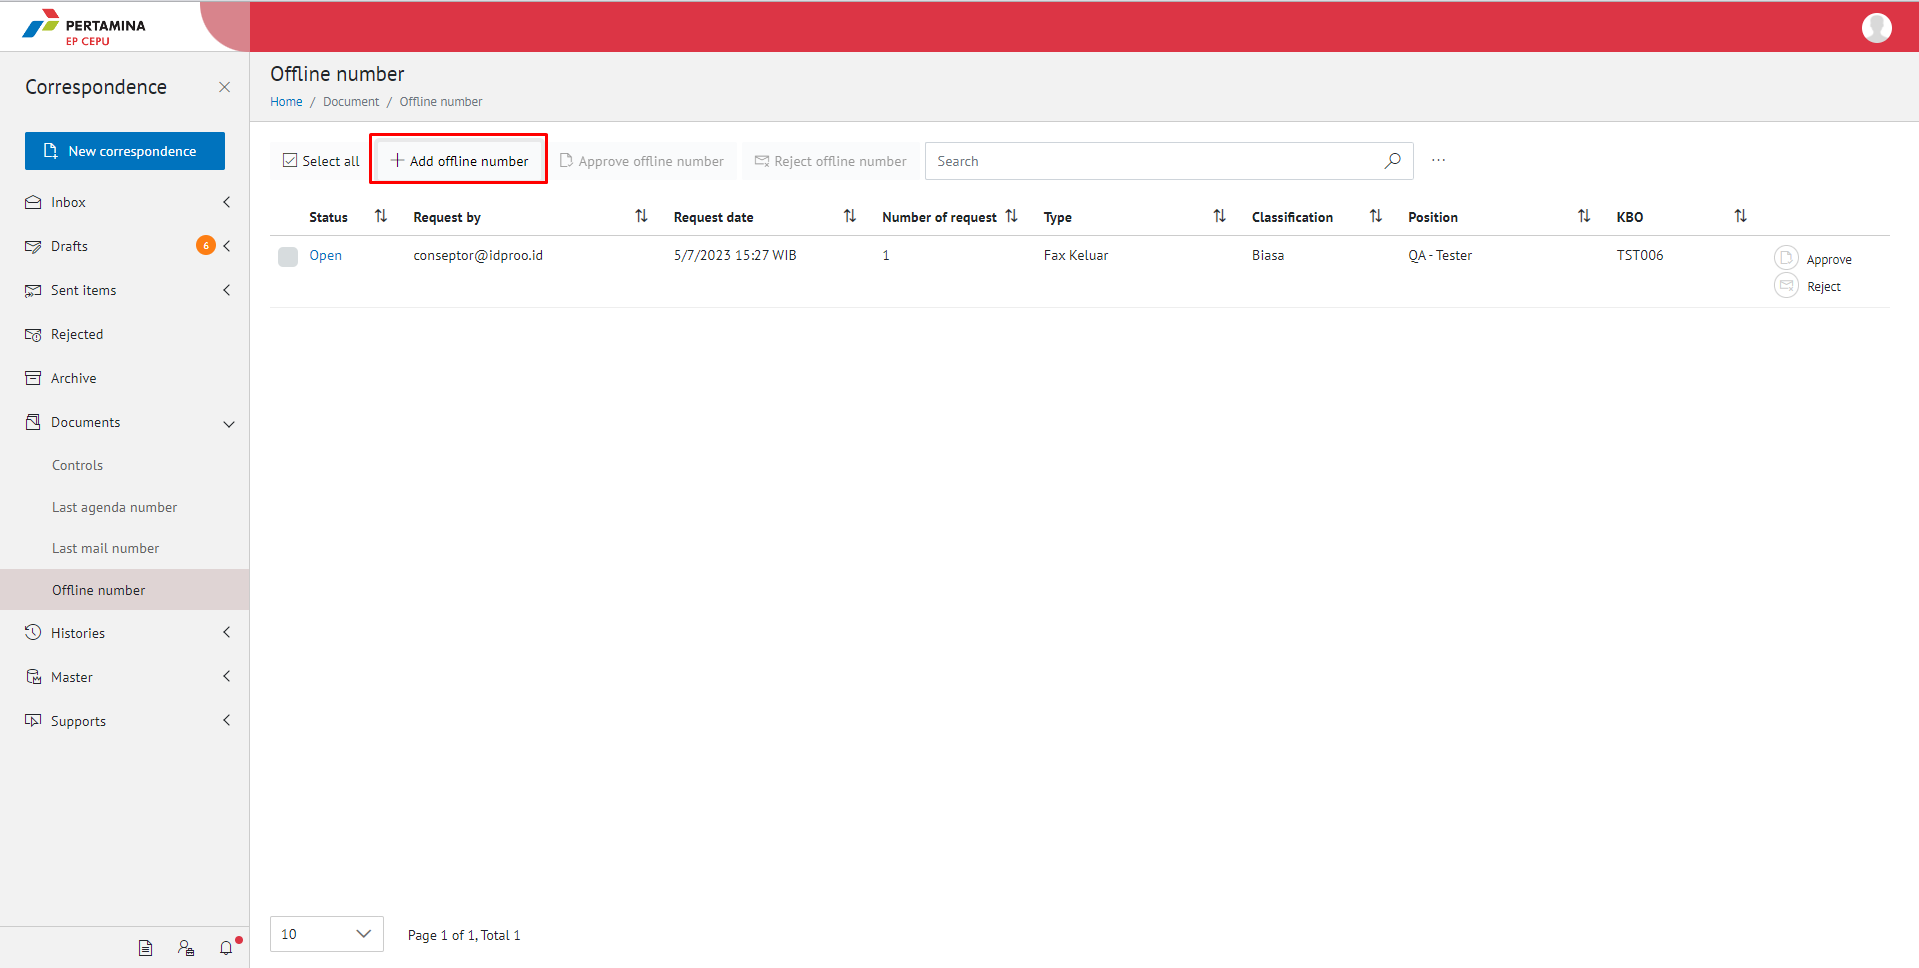 PERTAMINA
EP CEPU
Correspondence
New correspondence
Inbox
Drafts 6
Sent items
Rejected
Archive
Documents
Controls
Last agenda number
Last mail number
Offline number
Histories
Master
Supports
Offline number
Home / Document / Offline number
Select all + Add offline number Approve offline number Reject offline number Search ...
Status Request by Request date Number of request Type Classification Position KBO
Open conseptor@idproo.id 5/7/2023 15:27 WIB 1 Fax Keluar Biasa QA - Tester TST006 Approve
Reject
10 Page 1 of 1, Total 1